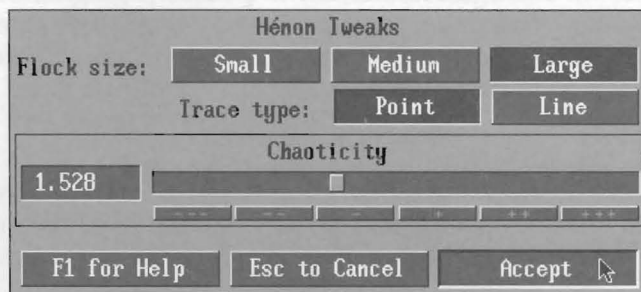 Hénon Tweaks
Flock size: Small Medium Large
Trace type: Point Line
Chaoticity
1.528
--- -- - + ++ +++
F1 for Help Esc to Cancel Accept